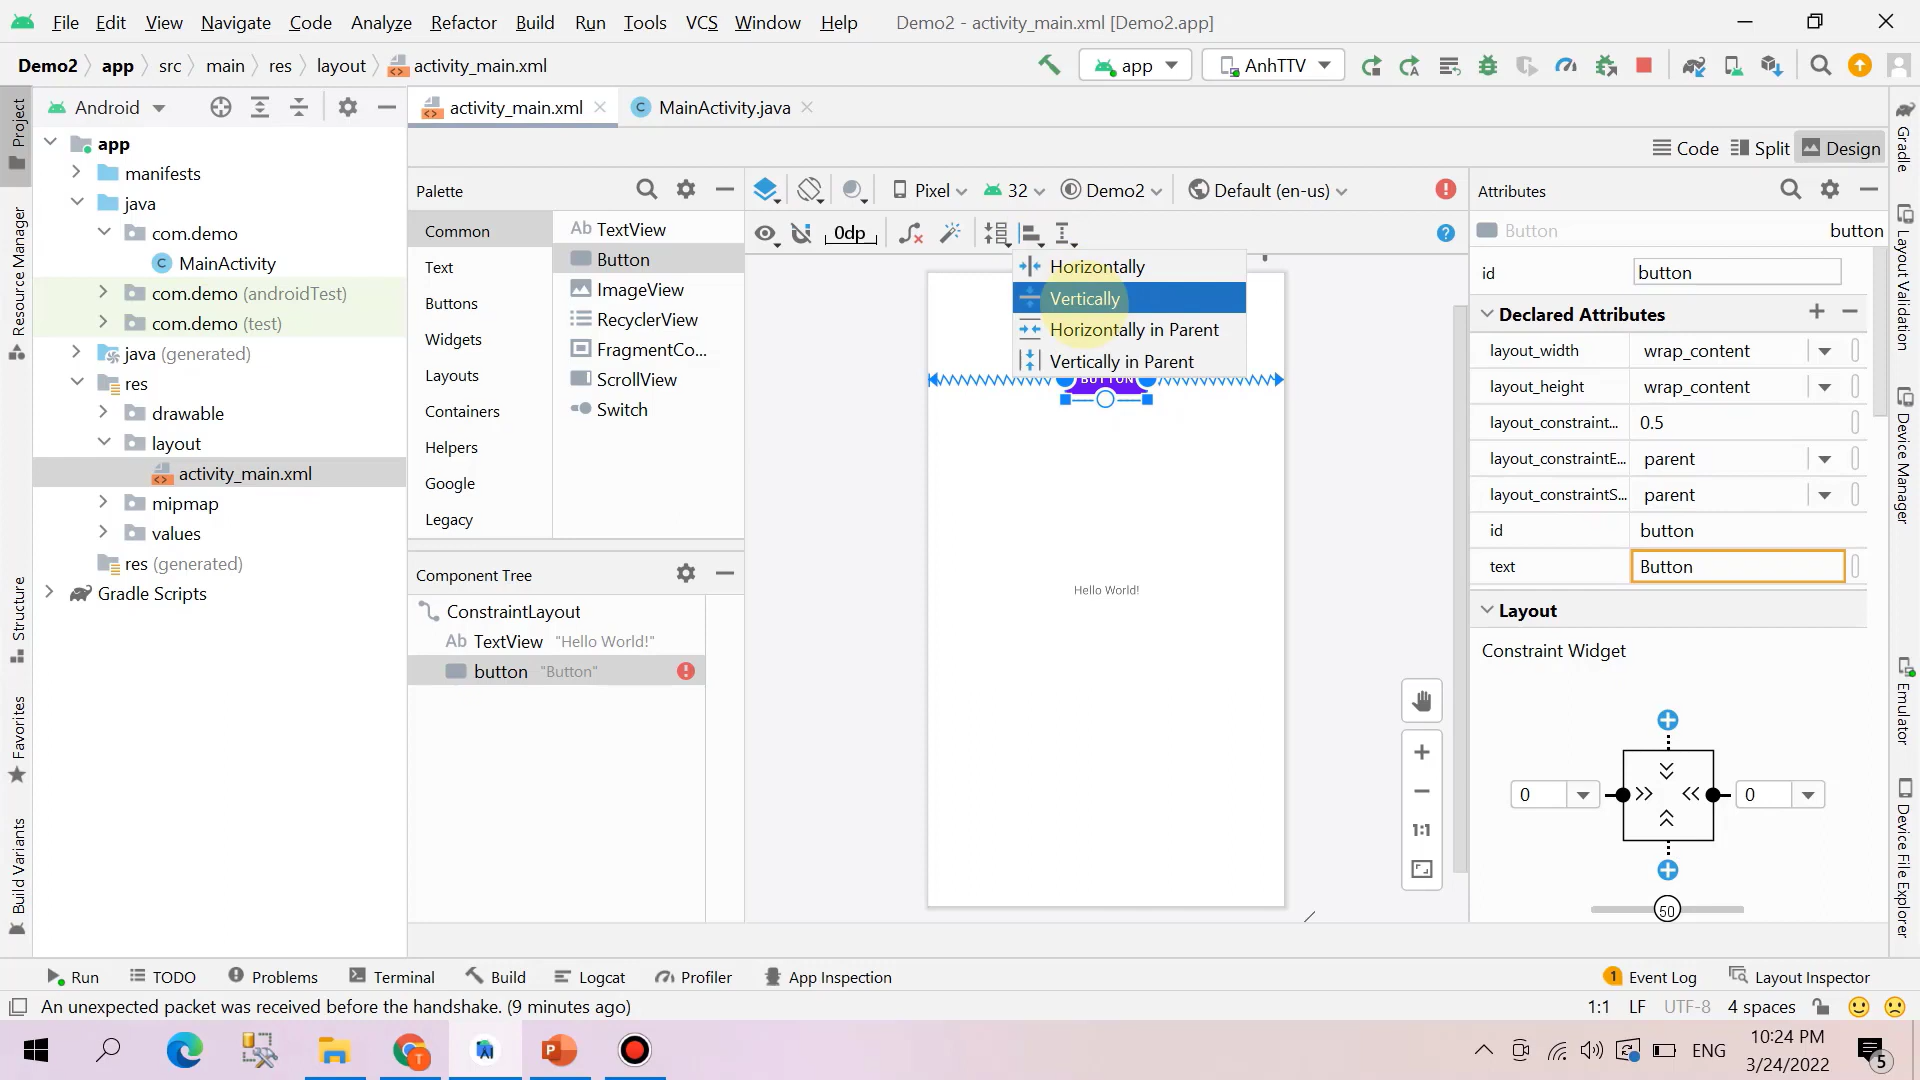 File Edit View Navigate Code Analyze Refactor Build Run Tools VCS Window Help Demo2 - activity_main.xml [Demo2.app]
Demo2 app src main res layout activity_main.xml app AnhTTV
Android activity_main.xml MainActivity.java
Code Split Design
Project
Resource Manager
Structure
Favorites
Build Variants
app
manifests
java
com.demo
MainActivity
com.demo (androidTest)
com.demo (test)
java (generated)
res
drawable
layout
activity_main.xml
mipmap
values
res (generated)
Gradle Scripts
Palette
Common
Text
Buttons
Widgets
Layouts
Containers
Helpers
Google
Legacy
Ab TextView
Button
ImageView
RecyclerView
FragmentCo...
ScrollView
Switch
Component Tree
ConstraintLayout
Ab TextView "Hello World!"
button "Button"
Pixel 32 Demo2 Default (en-us)
0dp
Horizontally
Vertically
Horizontally in Parent
Vertically in Parent
BUTTON
Hello World!
1:1
Attributes
Button button
id button
Declared Attributes
layout_width wrap_content
layout_height wrap_content
layout_constraint... 0.5
layout_constraintE... parent
layout_constraintS... parent
id button
text Button
Layout
Constraint Widget
0 0
50
Gradle
Layout Validation
Device Manager
Emulator
Device File Explorer
Run TODO Problems Terminal Build Logcat Profiler App Inspection 1 Event Log Layout Inspector
An unexpected packet was received before the handshake. (9 minutes ago) 1:1 LF UTF-8 4 spaces
T P ENG 10:24 PM
3/24/2022 5